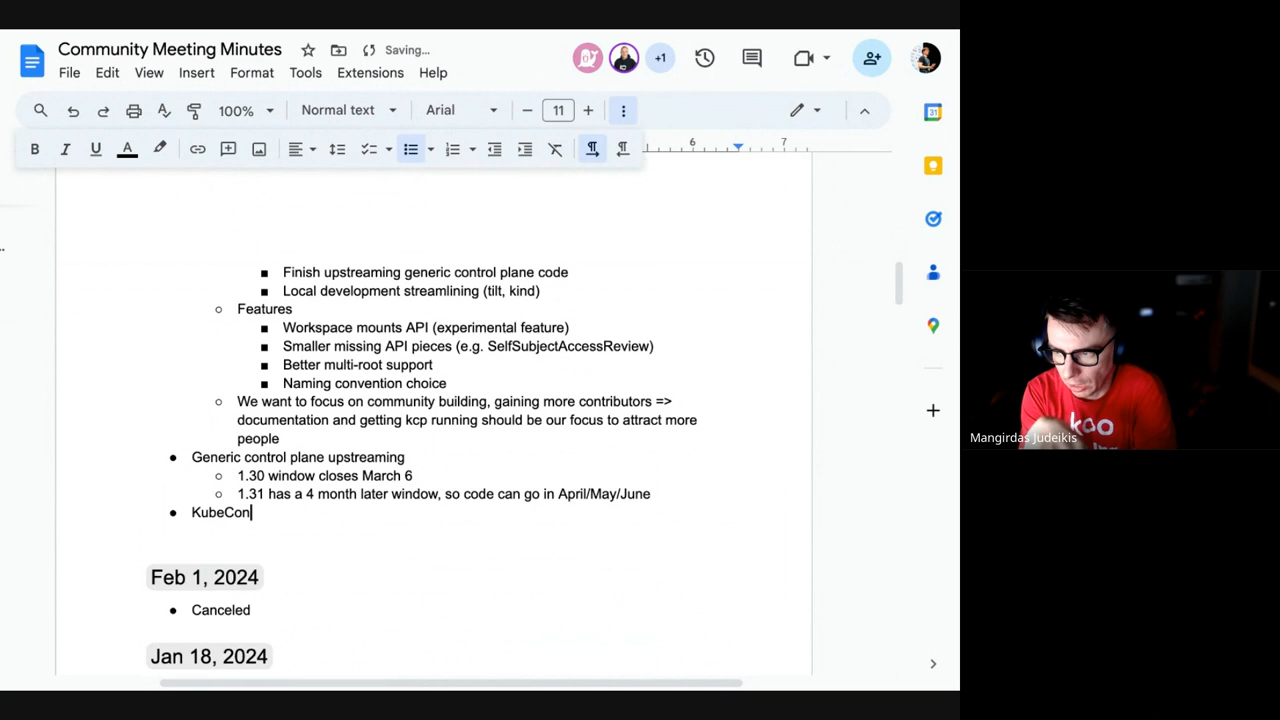 Community Meeting Minutes
Saving...
+1
File Edit View Insert Format Tools Extensions Help
100% Normal text Arial 11
B I U A
6 7
31
Finish upstreaming generic control plane code
Local development streamlining (tilt, kind)
Features
Workspace mounts API (experimental feature)
Smaller missing API pieces (e.g. SelfSubjectAccessReview)
Better multi-root support
Naming convention choice
We want to focus on community building, gaining more contributors =>
documentation and getting kcp running should be our focus to attract more
people
Generic control plane upstreaming
1.30 window closes March 6
1.31 has a 4 month later window, so code can go in April/May/June
KubeCon
Feb 1, 2024
Canceled
Jan 18, 2024
Mangirdas Judeikis